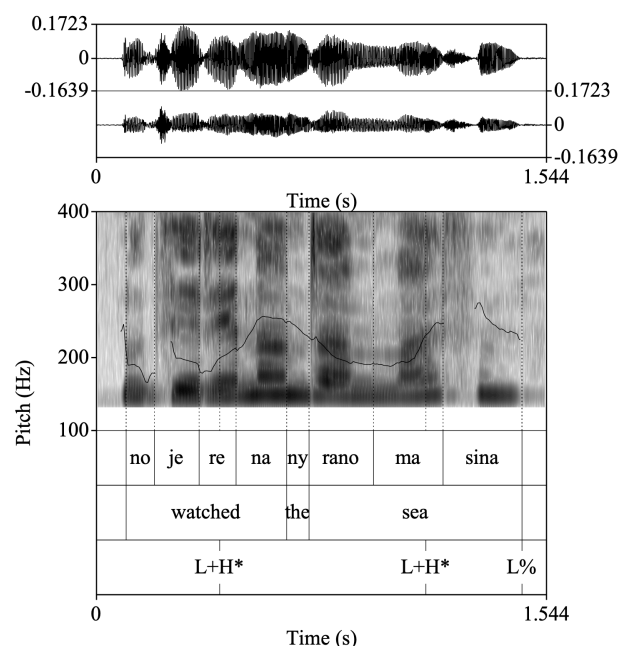 0.1723
0
-0.1639 0.1723
0
-0.1639
0 1.544
Time (s)
400
300
200
100
Pitch (Hz)
no je re na ny rano ma sina
watched the sea
L+H* L+H* L%
0 1.544
Time (s)